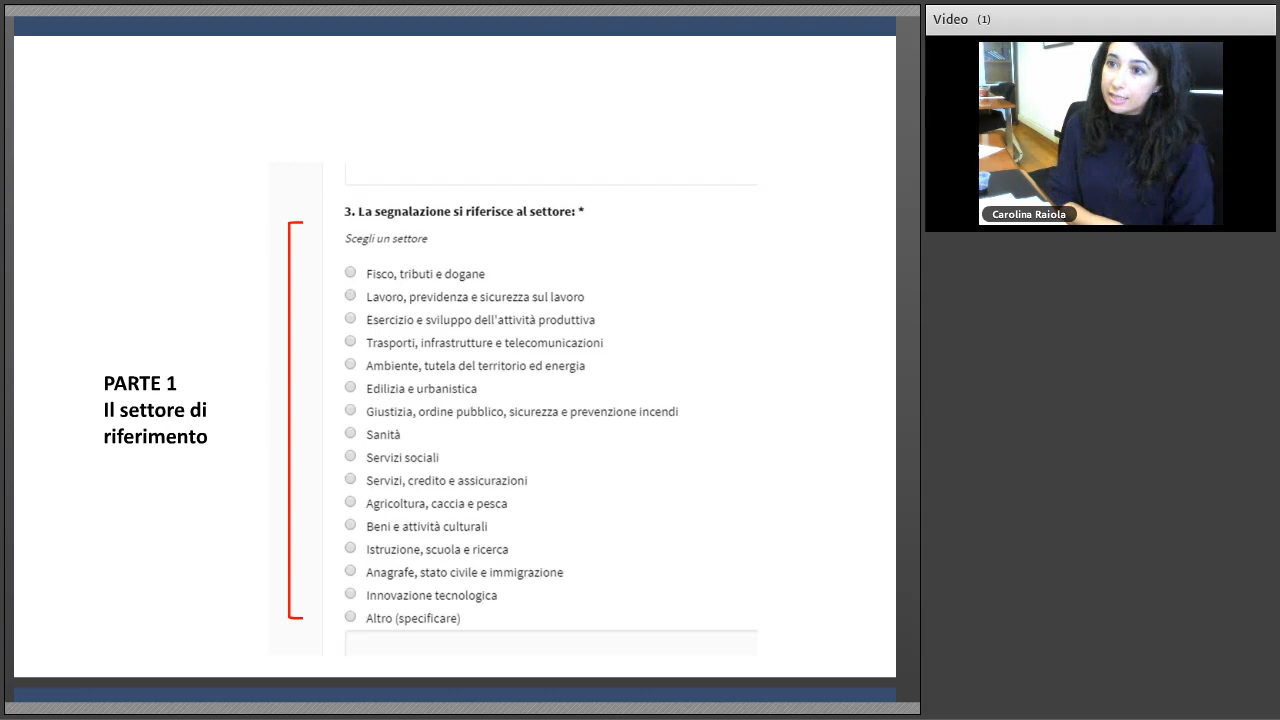 Video (1)
Carolina Raiola
3. La segnalazione si riferisce al settore: *
Scegli un settore
Fisco, tributi e dogane
Lavoro, previdenza e sicurezza sul lavoro
Esercizio e sviluppo dell'attività produttiva
Trasporti, infrastrutture e telecomunicazioni
Ambiente, tutela del territorio ed energia
Edilizia e urbanistica
Giustizia, ordine pubblico, sicurezza e prevenzione incendi
Sanità
Servizi sociali
Servizi, credito e assicurazioni
Agricoltura, caccia e pesca
Beni e attività culturali
Istruzione, scuola e ricerca
Anagrafe, stato civile e immigrazione
Innovazione tecnologica
Altro (specificare)
PARTE 1
Il settore di
riferimento